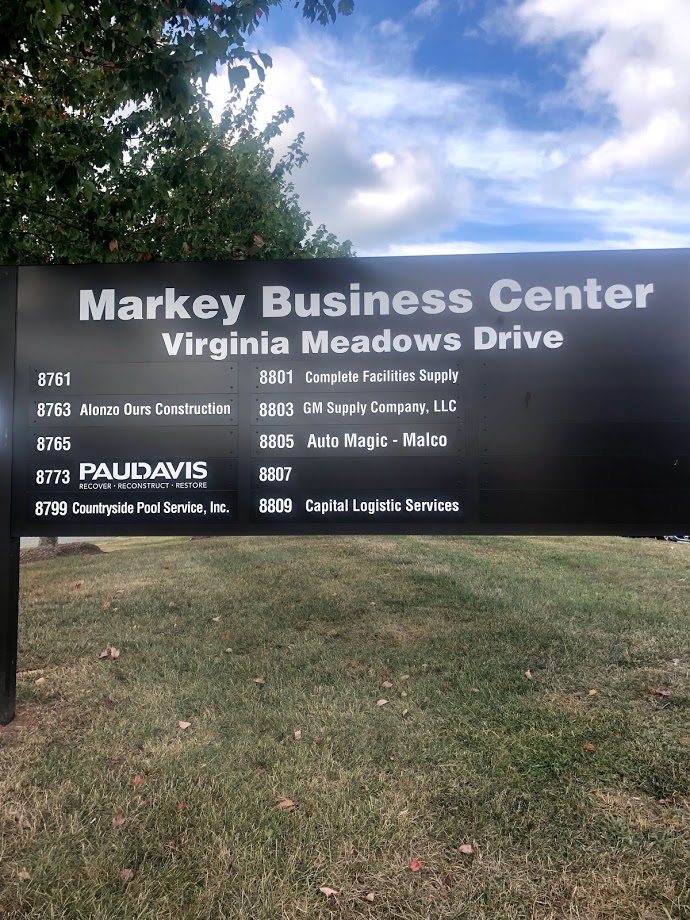 Markey Business Center
Virginia Meadows Drive
8761
8763 Alonzo Ours Construction
8765
8773 PAUL DAVIS
RECOVER · RECONSTRUCT · RESTORE
8799 Countryside Pool Service, Inc.
8801 Complete Facilities Supply
8803 GM Supply Company, LLC
8805 Auto Magic - Malco
8807
8809 Capital Logistic Services